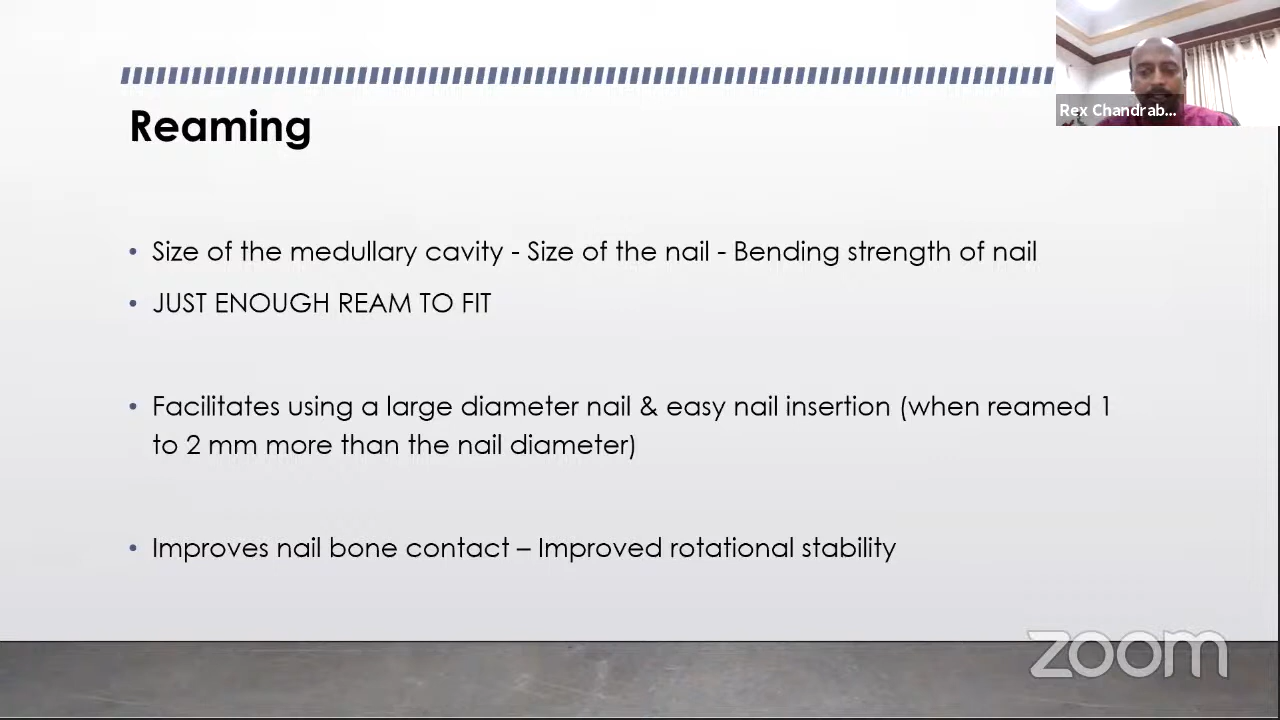 Reaming
Rex Chandrab...
• Size of the medullary cavity - Size of the nail - Bending strength of nail
• JUST ENOUGH REAM TO FIT
• Facilitates using a large diameter nail & easy nail insertion (when reamed 1
to 2 mm more than the nail diameter)
• Improves nail bone contact – Improved rotational stability
zoom